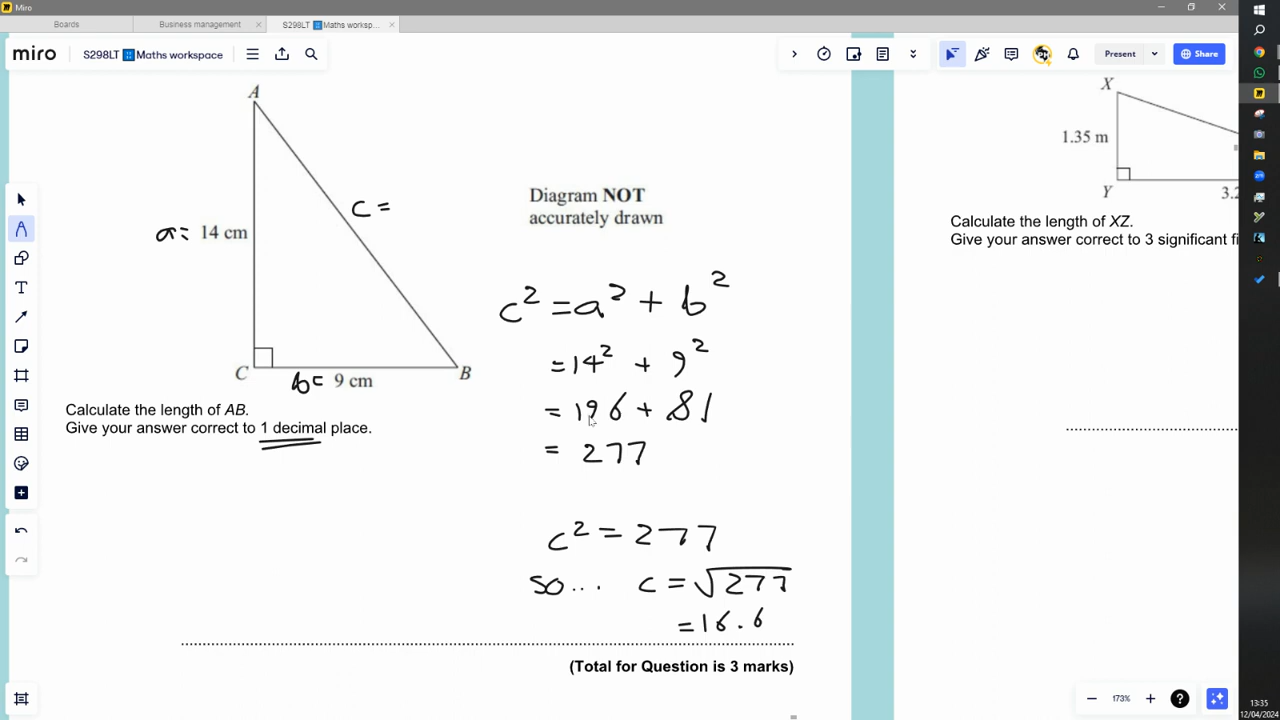 Miro
Boards
Business management
S298LT Maths worksp...
miro
S298LT Maths workspace
Present
Share
A
a= 14 cm
c =
C
b= 9 cm
B
Calculate the length of AB.
Give your answer correct to 1 decimal place.
Diagram NOT
accurately drawn
c² = a² + b²
= 14² + 9²
= 196 + 81
= 277
c² = 277
so... c = √277
= 16.6
(Total for Question is 3 marks)
X
1.35 m
Y
3.2
Calculate the length of XZ.
Give your answer correct to 3 significant fi
173%
13:35
12/04/2024